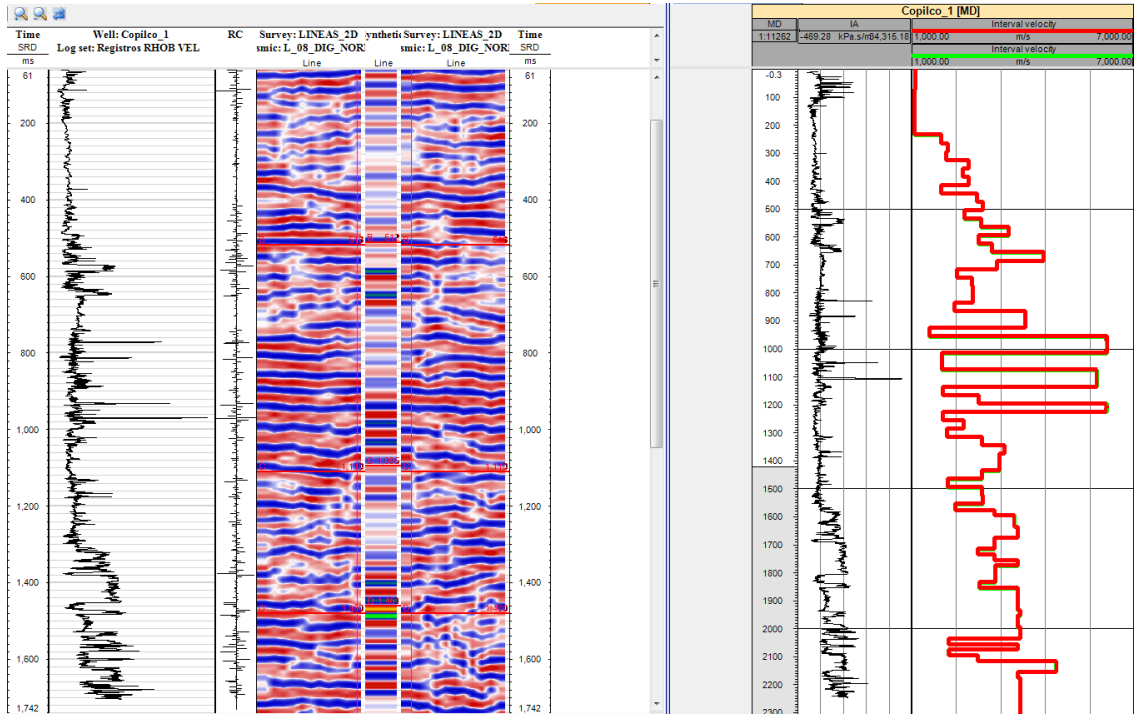 Time
SRD
ms
Well: Copilco_1
Log set: Registros RHOB VEL
RC
Survey: LINEAS_2D
smic: L_08_DIG_NORI
Line
ynthetic
Line
Survey: LINEAS_2D
smic: L_08_DIG_NORI
Line
Time
SRD
ms
61
200
400
600
800
1,000
1,200
1,400
1,600
1,742
61
200
400
600
800
1,000
1,200
1,400
1,600
1,742
Copilco_1 [MD]
MD
1:11262
IA
-469.28
Interval velocity
1,000.00
m/s
7,000.00
Interval velocity
1,000.00
m/s
7,000.00
-0.3
100
200
300
400
500
600
700
800
900
1000
1100
1200
1300
1400
1500
1600
1700
1800
1900
2000
2100
2200
2300